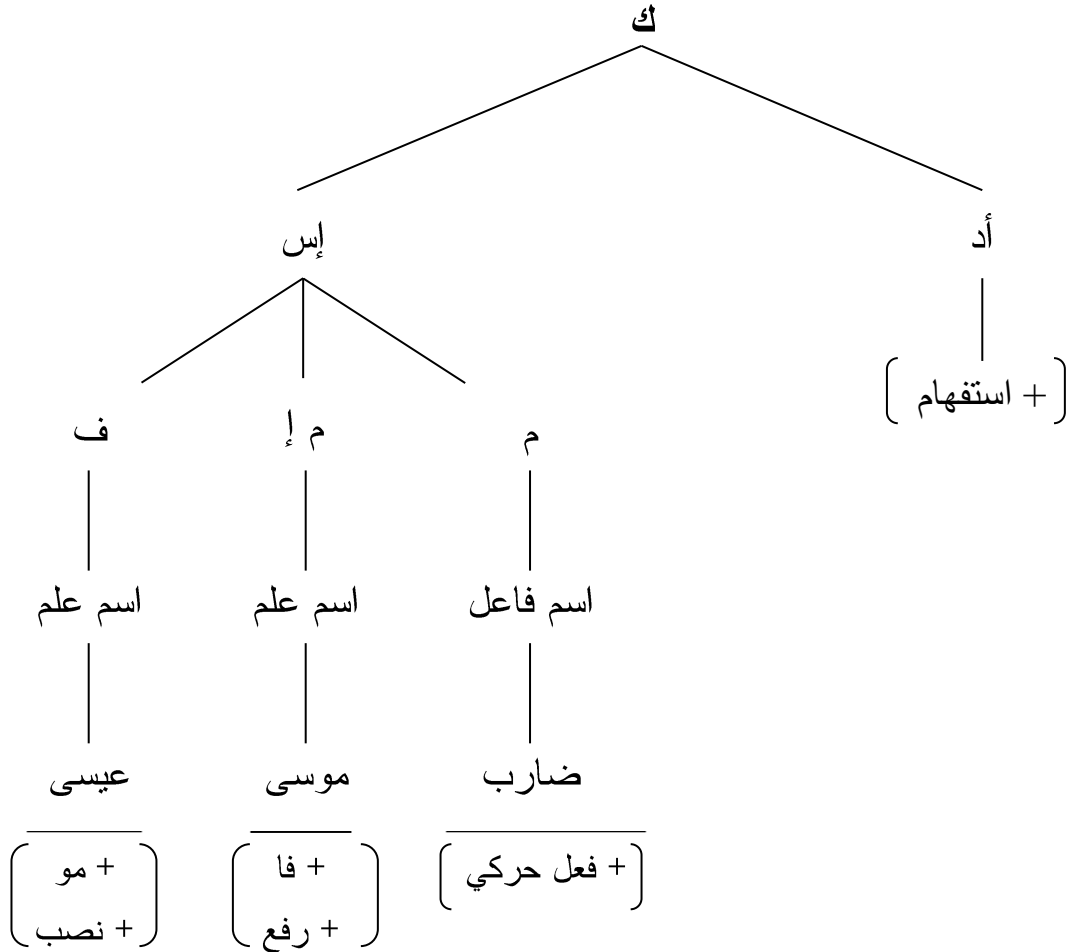 ك
أد
إس
[ + استفهام ]
م
م إ
ف
اسم فاعل
اسم علم
اسم علم
ضارب
موسى
عيسى
[ + فعل حركي ]
+ فا
+ رفع
+ مو
+ نصب